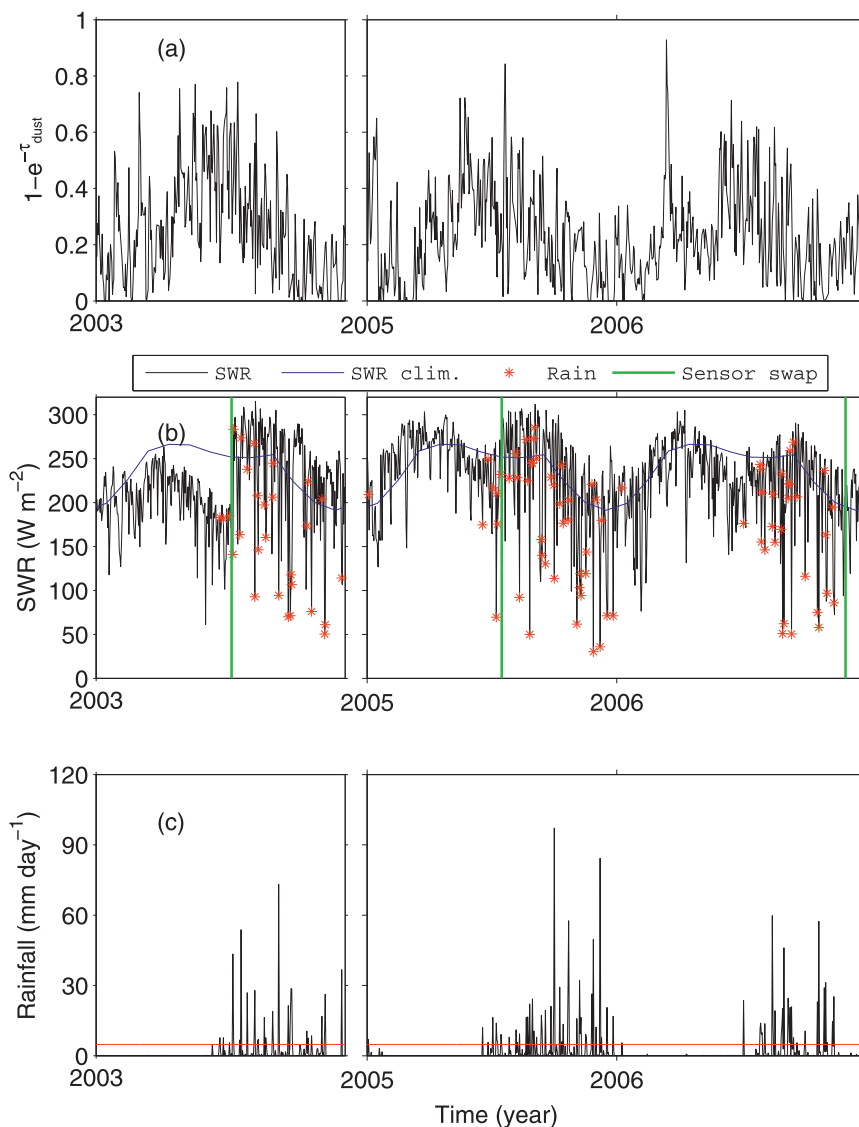 1
0.8
0.6
0.4
0.2
0
1−e^−τ_dust
(a)
2003
2005
2006
SWR
SWR clim.
Rain
Sensor swap
300
250
200
150
100
50
0
SWR (W m^−2)
(b)
2003
2005
2006
120
90
60
30
0
Rainfall (mm day^−1)
(c)
2003
2005
2006
Time (year)